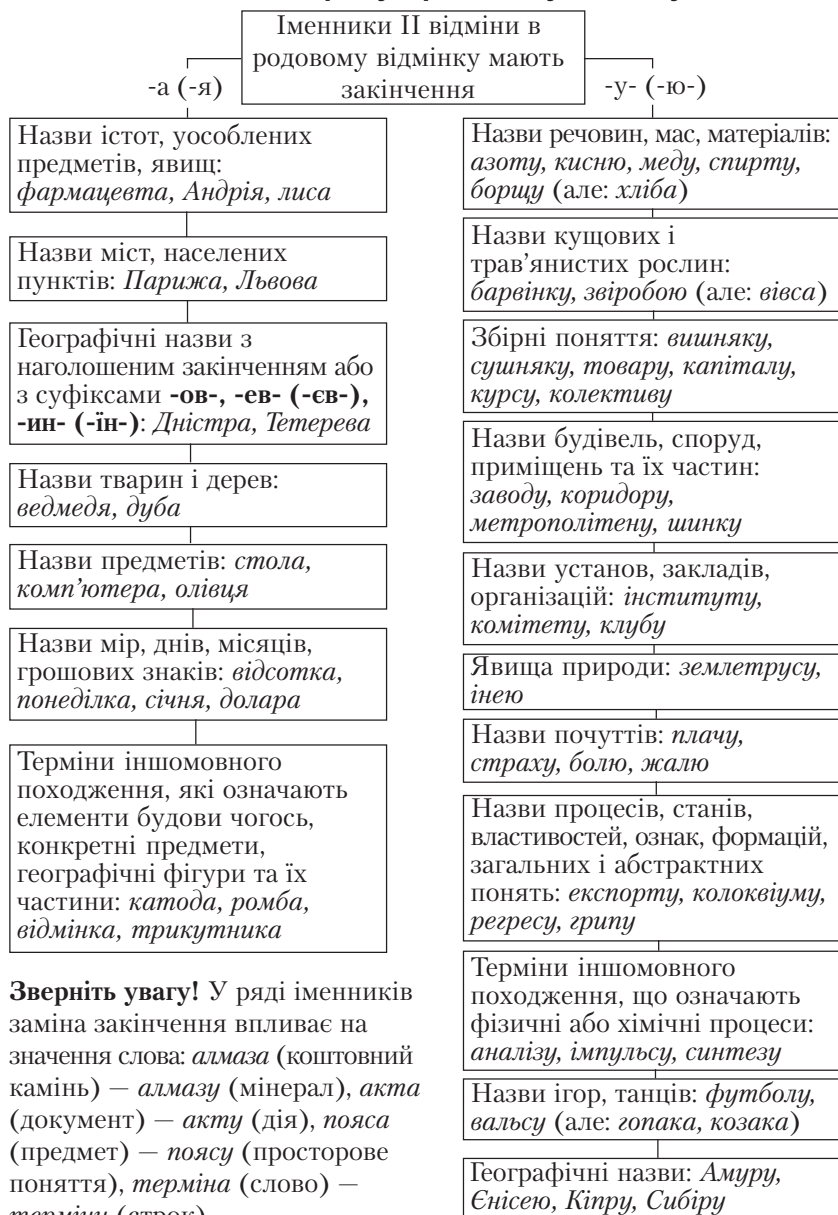 Іменники II відміни в
родовому відмінку мають
закінчення
-а (-я)
Назви істот, уособлених
предметів, явищ:
фармацевта, Андрія, лиса
Назви міст, населених
пунктів: Парижа, Львова
Географічні назви з
наголошеним закінченням або
з суфіксами -ов-, -ев- (-єв-),
-ин- (-їн-): Дністра, Тетерева
Назви тварин і дерев:
ведмедя, дуба
Назви предметів: стола,
комп’ютера, олівця
Назви мір, днів, місяців,
грошових знаків: відсотка,
понеділка, січня, долара
Терміни іншомовного
походження, які означають
елементи будови чогось,
конкретні предмети,
географічні фігури та їх
частини: катода, ромба,
відмінка, трикутника
Зверніть увагу! У ряді іменників
заміна закінчення впливає на
значення слова: алмаза (коштовний
камінь) — алмазу (мінерал), акта
(документ) — акту (дія), пояса
(предмет) — поясу (просторове
поняття), терміна (слово) —
-у- (-ю-)
Назви речовин, мас, матеріалів:
азоту, кисню, меду, спирту,
борщу (але: хліба)
Назви кущових і
трав’янистих рослин:
барвінку, звіробою (але: вівса)
Збірні поняття: вишняку,
сушняку, товару, капіталу,
курсу, колективу
Назви будівель, споруд,
приміщень та їх частин:
заводу, коридору,
метрополітену, шинку
Назви установ, закладів,
організацій: інституту,
комітету, клубу
Явища природи: землетрусу,
інею
Назви почуттів: плачу,
страху, болю, жалю
Назви процесів, станів,
властивостей, ознак, формацій,
загальних і абстрактних
понять: експорту, колоквіуму,
регресу, грипу
Терміни іншомовного
походження, що означають
фізичні або хімічні процеси:
аналізу, імпульсу, синтезу
Назви ігор, танців: футболу,
вальсу (але: гопака, козака)
Географічні назви: Амуру,
Єнісею, Кіпру, Сибіру